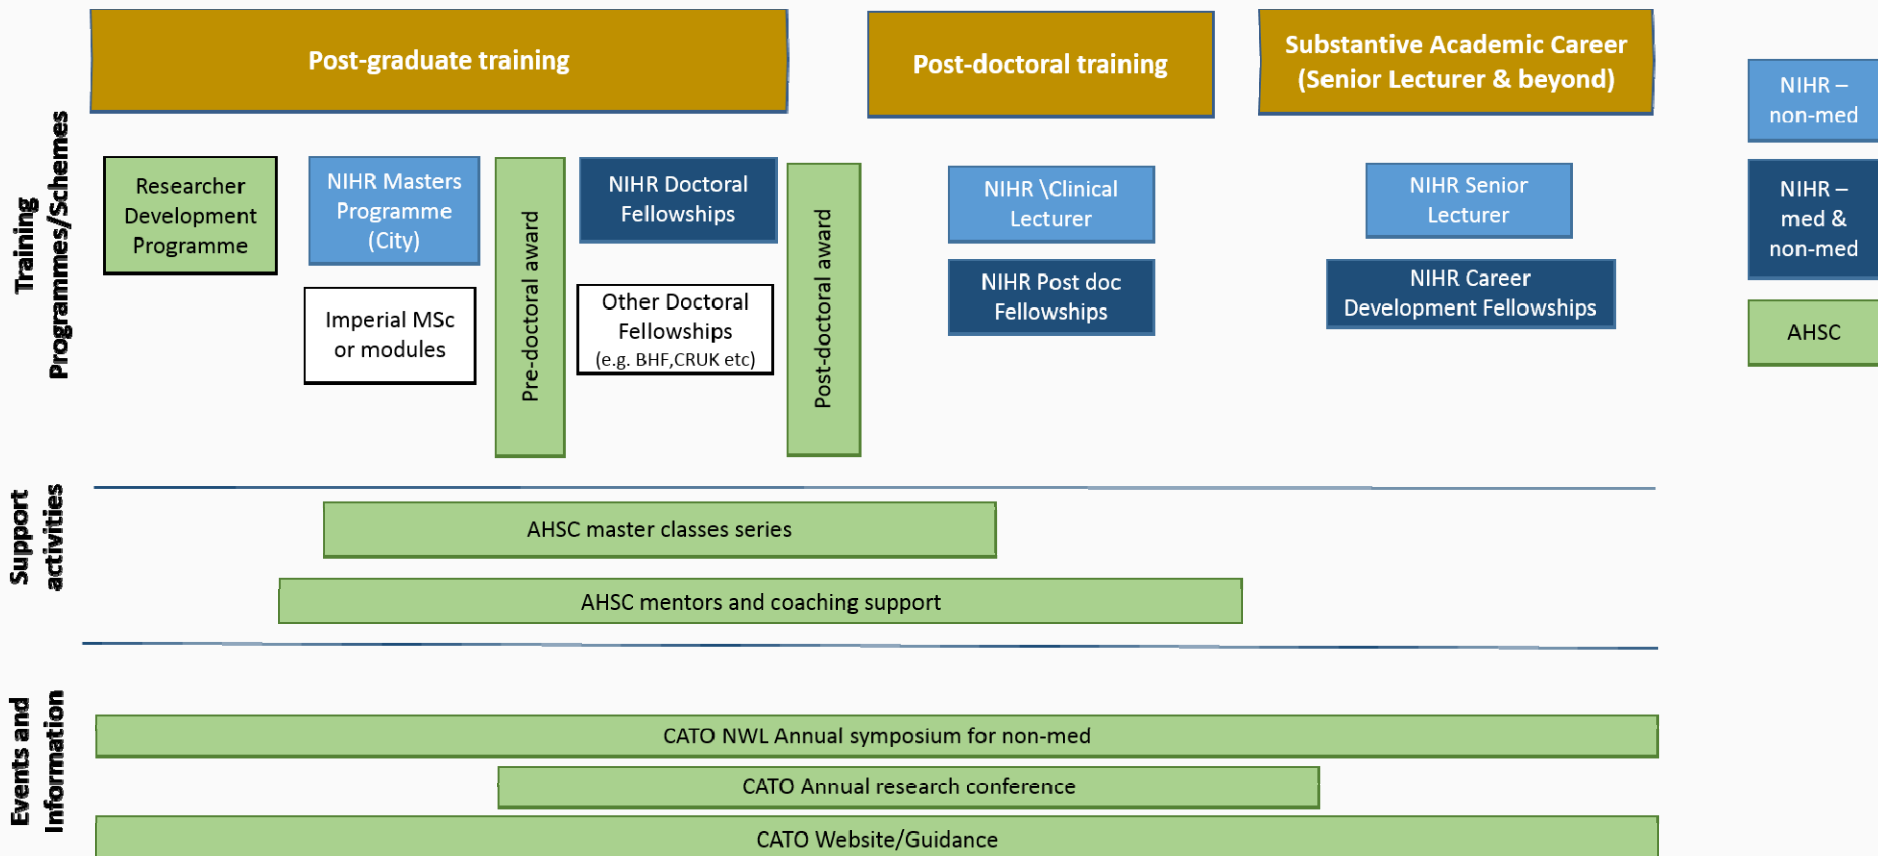 Post-graduate training
Post-doctoral training
Substantive Academic Career
(Senior Lecturer & beyond)
NIHR –
non-med
NIHR –
med &
non-med
AHSC
Training
Programmes/Schemes
Researcher
Development
Programme
NIHR Masters
Programme
(City)
Imperial MSc
or modules
Pre-doctoral award
NIHR Doctoral
Fellowships
Other Doctoral
Fellowships
(e.g. BHF,CRUK etc)
Post-doctoral award
NIHR \Clinical
Lecturer
NIHR Post doc
Fellowships
NIHR Senior
Lecturer
NIHR Career
Development Fellowships
Support
activities
AHSC master classes series
AHSC mentors and coaching support
Events and
Information
CATO NWL Annual symposium for non-med
CATO Annual research conference
CATO Website/Guidance